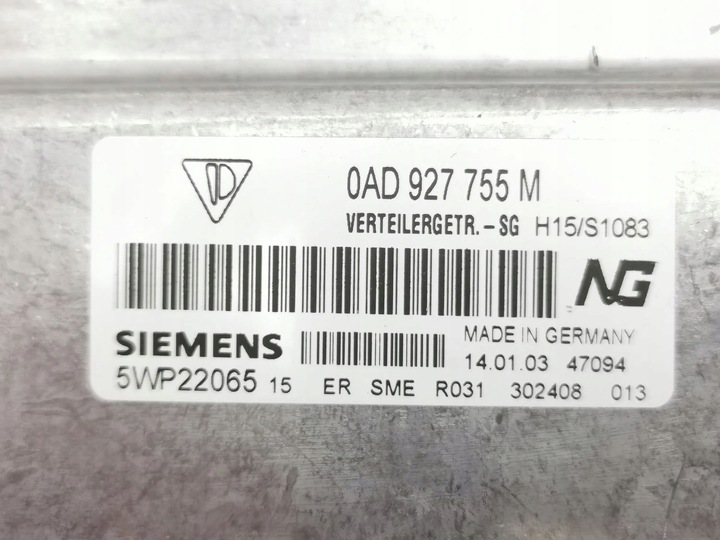 0AD 927 755 M
VERTEILERGETR.-SG H15/S1083
NG
SIEMENS MADE IN GERMANY
14.01.03 47094
5WP22065 15 ER SME R031 302408 013